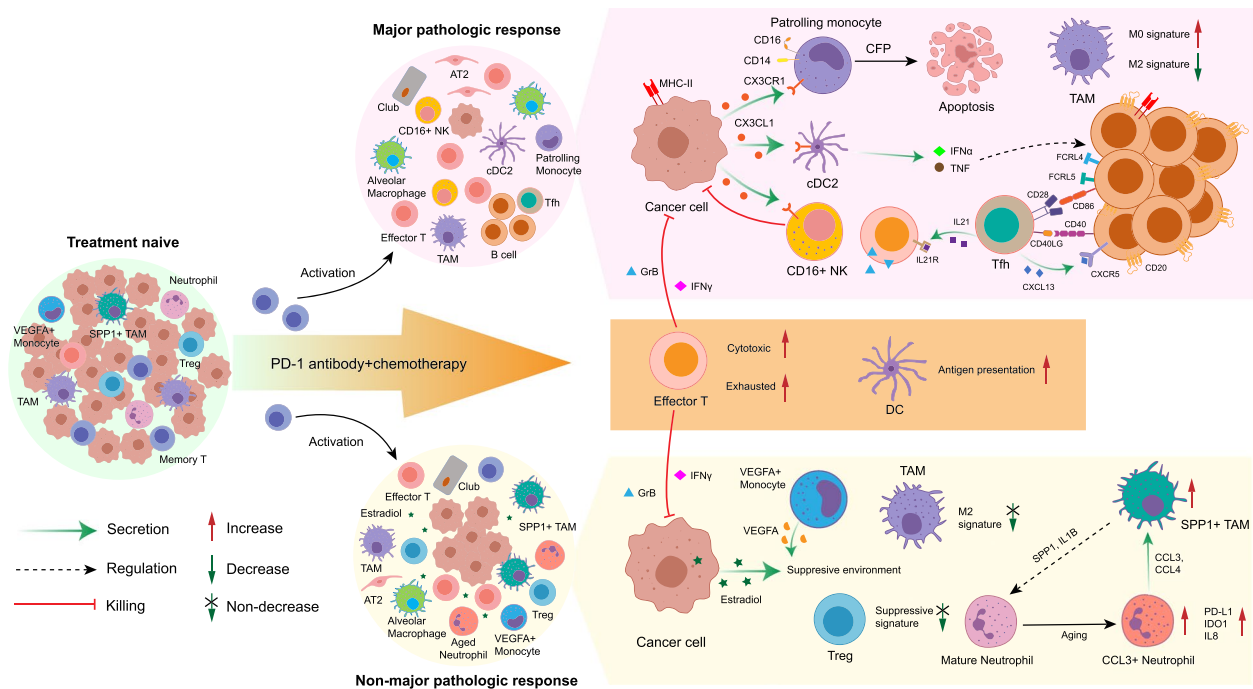 Treatment naive
Neutrophil
VEGFA+
Monocyte
SPP1+ TAM
Treg
TAM
Memory T
Secretion
Regulation
Killing
Increase
Decrease
Non-decrease
Activation
PD-1 antibody+chemotherapy
Activation
Major pathologic response
AT2
Club
CD16+ NK
cDC2
Patrolling
Monocyte
Alveolar
Macrophage
Tfh
Effector T
TAM
B cell
Effector T
Club
Estradiol
SPP1+ TAM
TAM
AT2
Treg
Alveolar
Macrophage
Aged
Neutrophil
VEGFA+
Monocyte
Non-major pathologic response
Patrolling monocyte
CD16
CD14
CX3CR1
CFP
Apoptosis
TAM
M0 signature
M2 signature
MHC-II
CX3CL1
cDC2
IFNα
TNF
Cancer cell
CD16+ NK
FCRL4
FCRL5
CD28
CD86
CD40
CD40LG
IL21
IL21R
Tfh
CXCR5
CD20
CXCL13
GrB
IFNγ
Effector T
Cytotoxic
Exhausted
DC
Antigen presentation
GrB
IFNγ
VEGFA+
Monocyte
VEGFA
Suppresive environment
Estradiol
Cancer cell
TAM
M2
signature
Treg
Suppressive
signature
SPP1+ TAM
SPP1, IL1B
CCL3,
CCL4
Mature Neutrophil
Aging
CCL3+ Neutrophil
PD-L1
IDO1
IL8